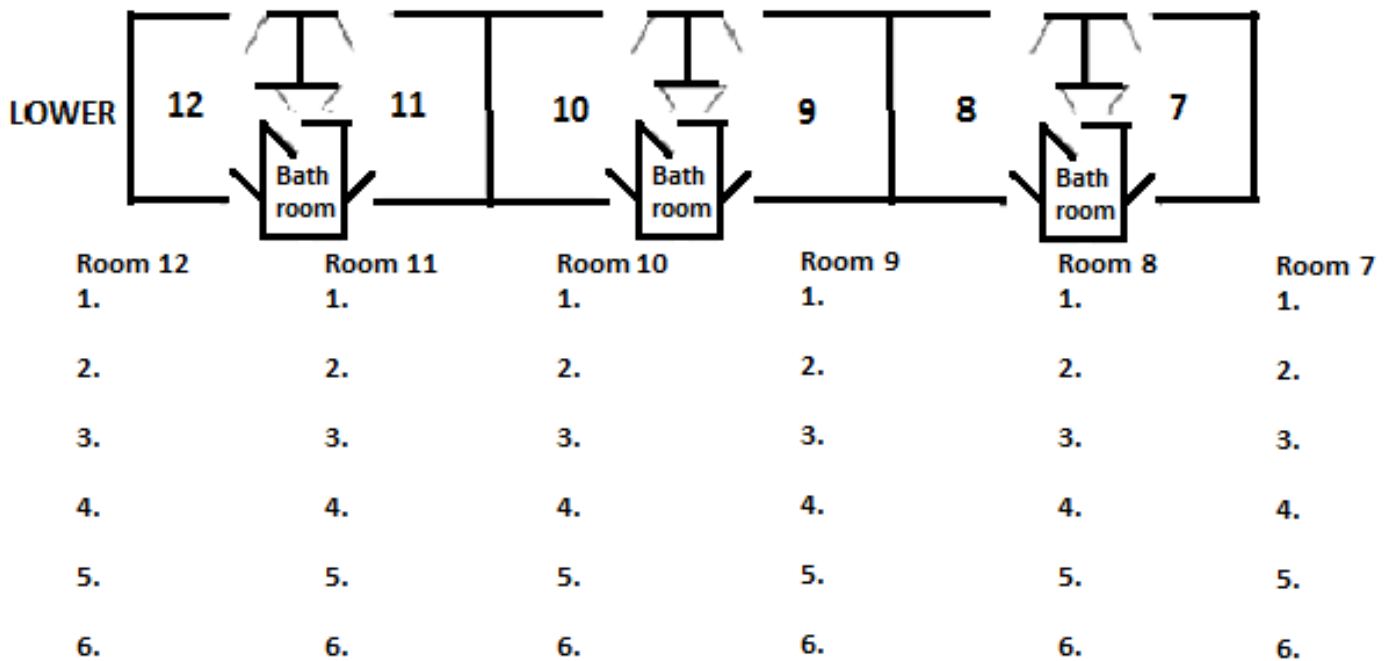 LOWER 12 11 10 9 8 7
Bath Bath Bath
room room room
Room 12 Room 11 Room 10 Room 9 Room 8 Room 7
1. 1. 1. 1. 1. 1.
2. 2. 2. 2. 2. 2.
3. 3. 3. 3. 3. 3.
4. 4. 4. 4. 4. 4.
5. 5. 5. 5. 5. 5.
6. 6. 6. 6. 6. 6.